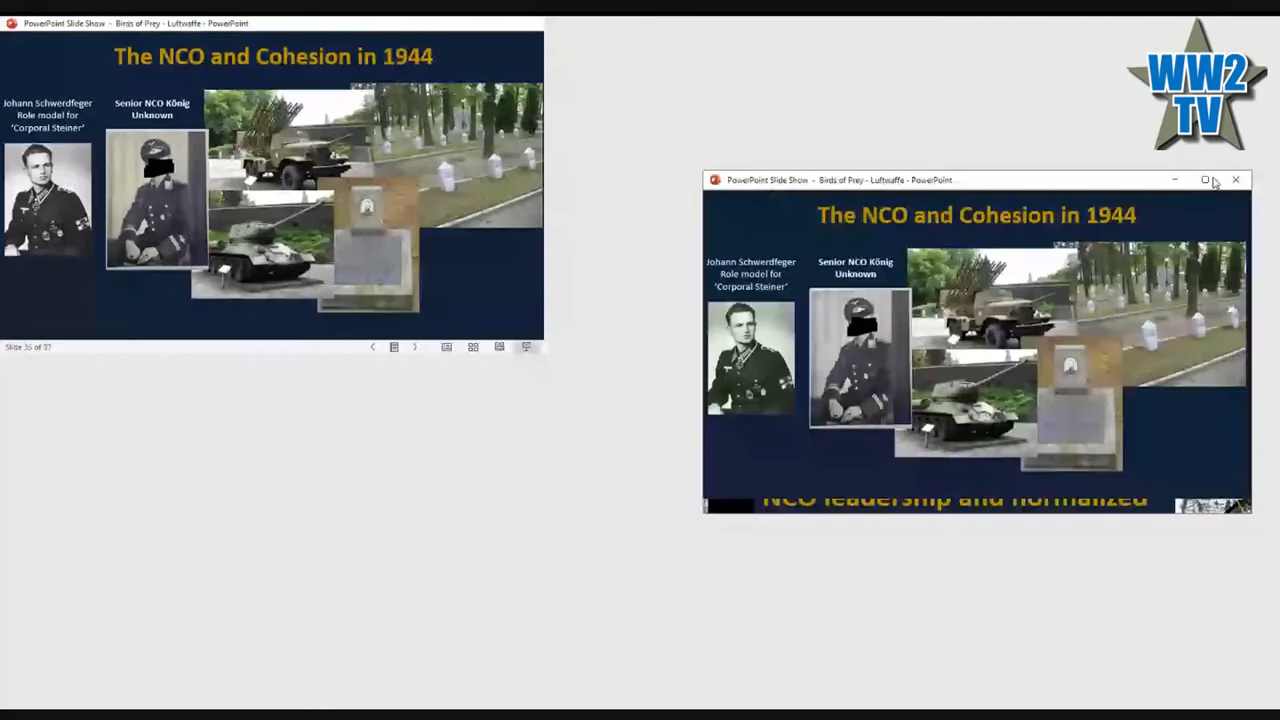 PowerPoint Slide Show - Birds of Prey - Luftwaffe - PowerPoint
The NCO and Cohesion in 1944
Johann Schwerdfeger
Role model for
'Corporal Steiner'
Senior NCO König
Unknown
Slide 35 of 37
WW2
TV
PowerPoint Slide Show - Birds of Prey - Luftwaffe - PowerPoint
The NCO and Cohesion in 1944
Johann Schwerdfeger
Role model for
'Corporal Steiner'
Senior NCO König
Unknown
NCO leadership and normalized